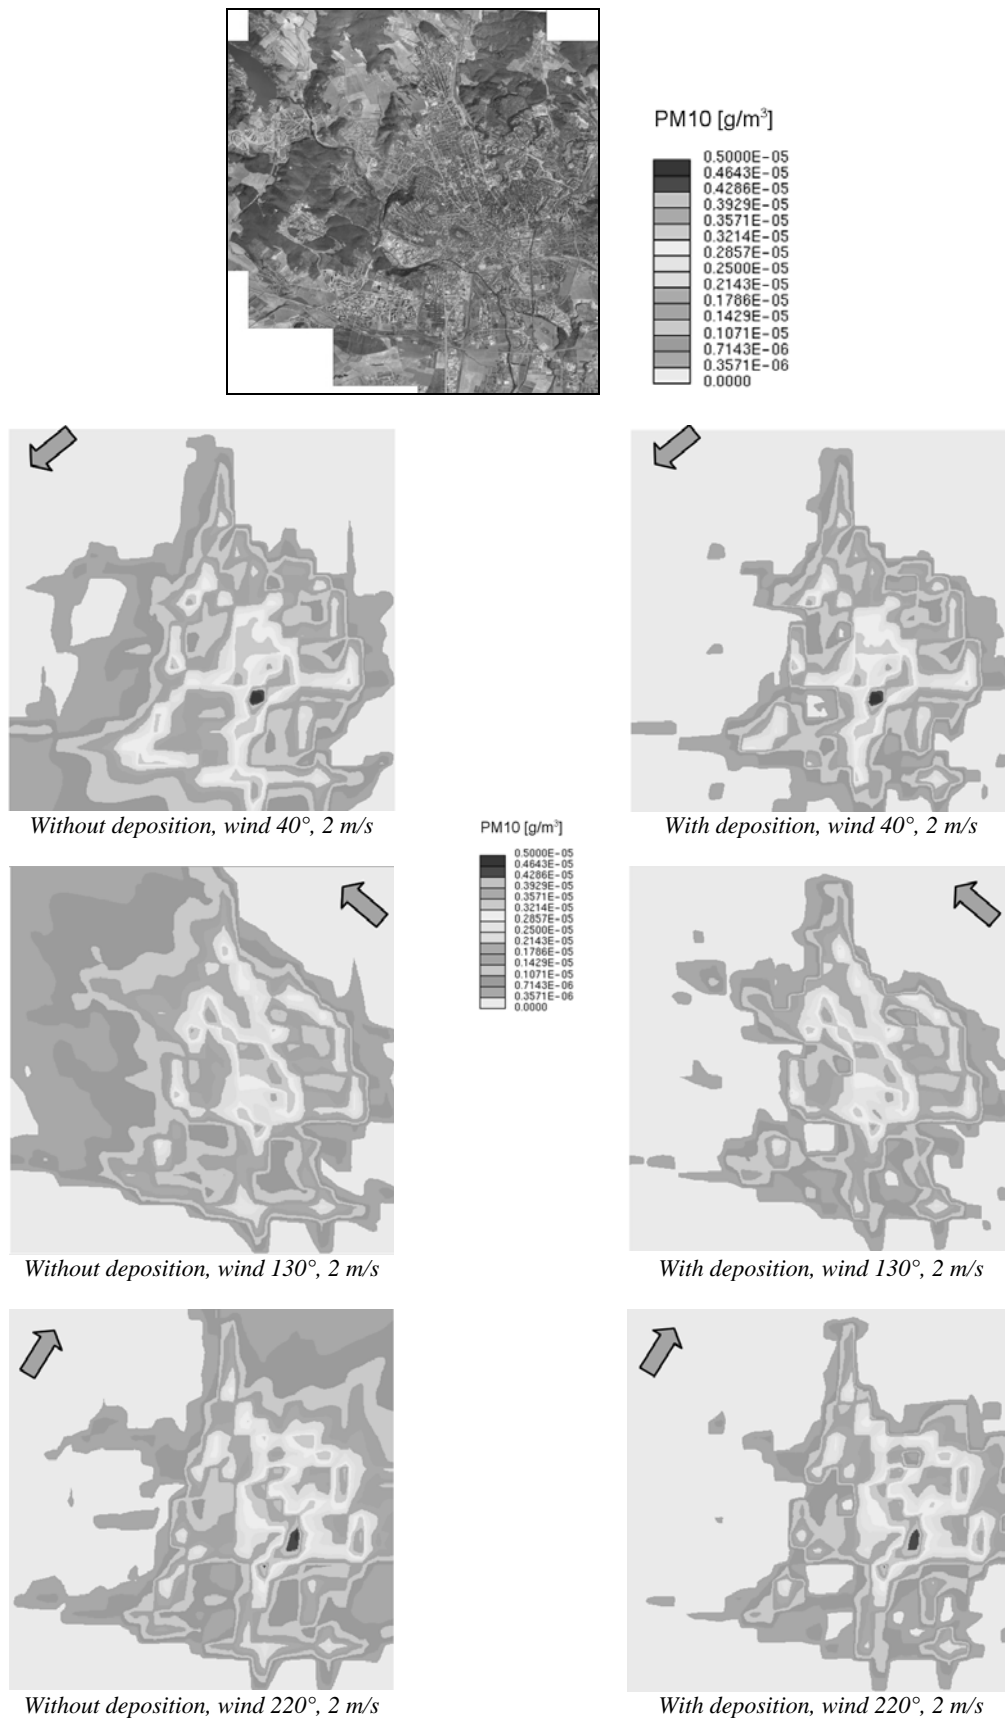 PM10 [g/m³]
0.5000E-05
0.4643E-05
0.4286E-05
0.3929E-05
0.3571E-05
0.3214E-05
0.2857E-05
0.2500E-05
0.2143E-05
0.1786E-05
0.1429E-05
0.1071E-05
0.7143E-06
0.3571E-06
0.0000
Without deposition, wind 40°, 2 m/s
With deposition, wind 40°, 2 m/s
PM10 [g/m³]
0.5000E-05
0.4643E-05
0.4286E-05
0.3929E-05
0.3571E-05
0.3214E-05
0.2857E-05
0.2500E-05
0.2143E-05
0.1786E-05
0.1429E-05
0.1071E-05
0.7143E-06
0.3571E-06
0.0000
Without deposition, wind 130°, 2 m/s
With deposition, wind 130°, 2 m/s
Without deposition, wind 220°, 2 m/s
With deposition, wind 220°, 2 m/s